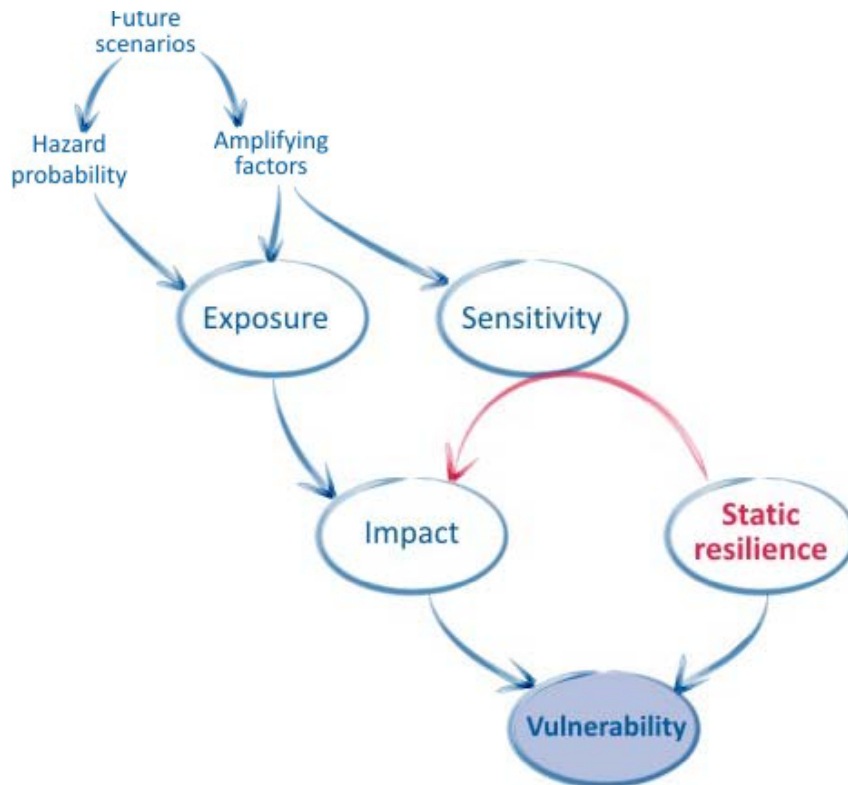 Future
scenarios
Hazard
probability
Amplifying
factors
Exposure
Sensitivity
Impact
Static
resilience
Vulnerability